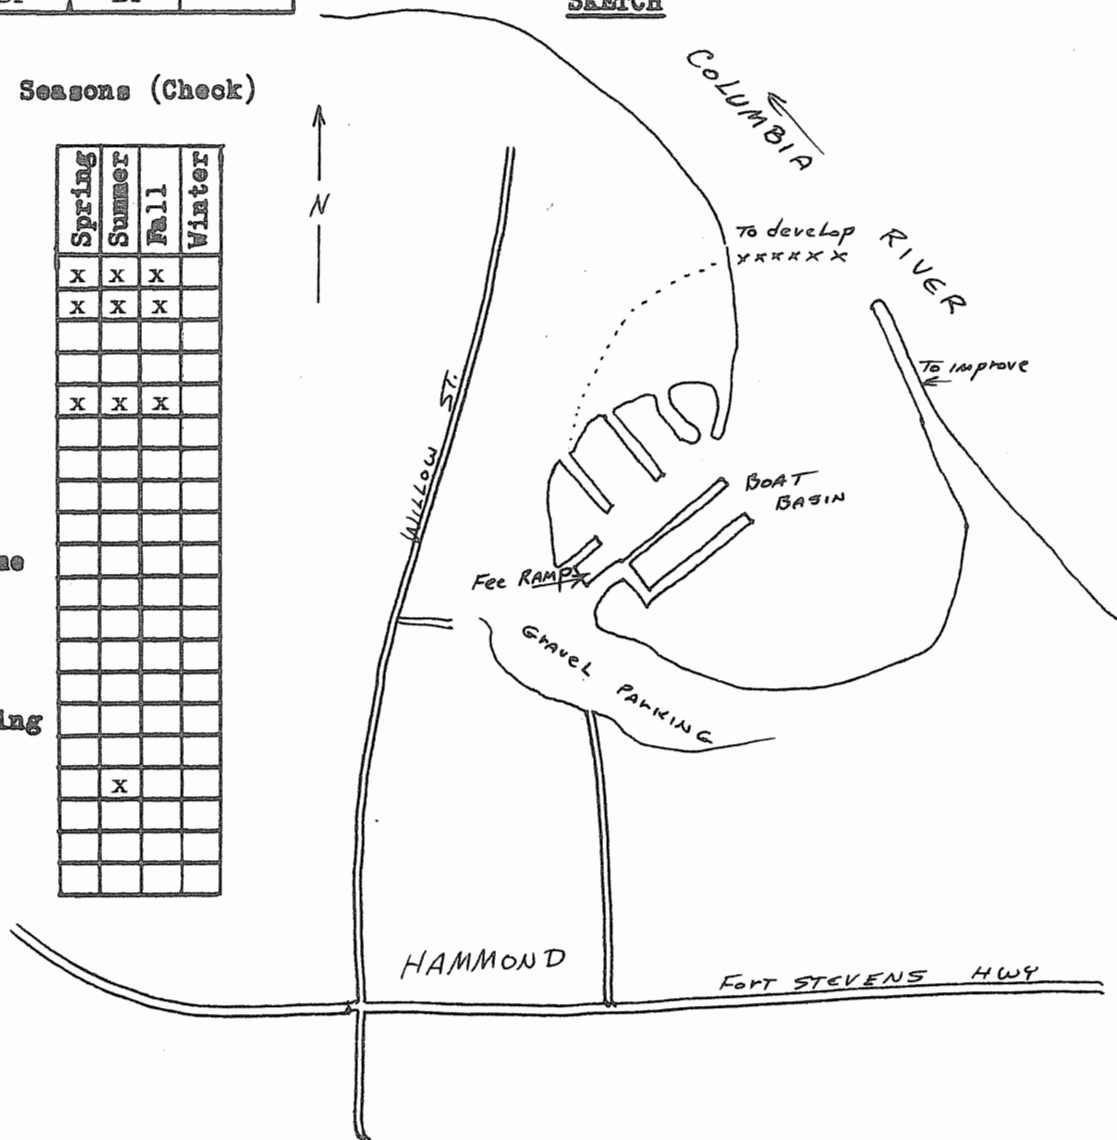 SKETCH
Seasons (Check)
Spring Summer Fall Winter
x x x
x x x
x x x
x
N
COLUMBIA
RIVER
To develop
xxxxxx
To improve
WILLOW ST.
BOAT
BASIN
Fee RAMPS
Gravel PARKING
HAMMOND
Fort STEVENS HWY